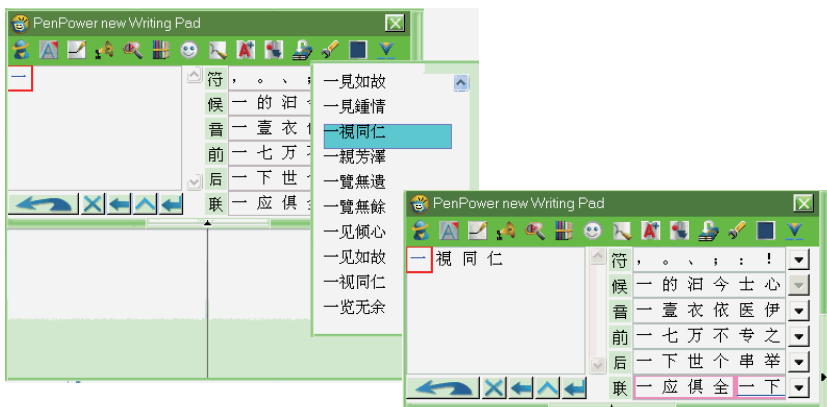 PenPower new Writing Pad
一
符 , 。 、 ;
候 一 的 汩
音 一 壹 衣
前 一 七 万
后 一 下 世
联 一 应 俱
一見如故
一見鍾情
一視同仁
一親芳澤
一覽無遺
一覽無餘
一见倾心
一见如故
一视同仁
一览无余
PenPower new Writing Pad
一 視 同 仁
符 , 。 、 ; : !
候 一 的 汩 今 士 心
音 一 壹 衣 依 医 伊
前 一 七 万 不 专 之
后 一 下 世 个 串 举
联 一 应 俱 全 一 下